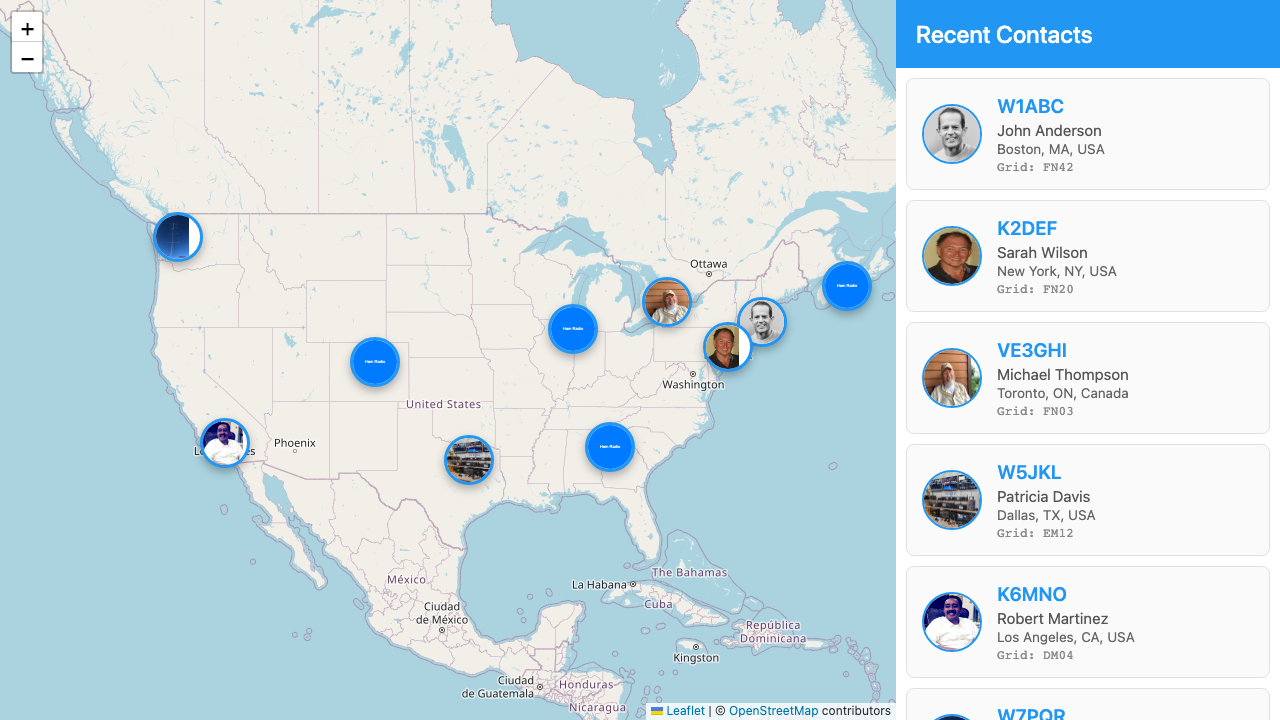 +
−
Ottawa
Ham Radio
Ham Radio
Ham Radio
Washington
United States
Phoenix
Ham Radio
México
Ciudad
de México
La Habana
The Bahamas
Cuba
República
Dominicana
Kingston
Ciudad
de Guatemala
Honduras
Nicaragua
Leaflet | © OpenStreetMap contributors
Recent Contacts
W1ABC
John Anderson
Boston, MA, USA
Grid: FN42
K2DEF
Sarah Wilson
New York, NY, USA
Grid: FN20
VE3GHI
Michael Thompson
Toronto, ON, Canada
Grid: FN03
W5JKL
Patricia Davis
Dallas, TX, USA
Grid: EM12
K6MNO
Robert Martinez
Los Angeles, CA, USA
Grid: DM04
W7PQR